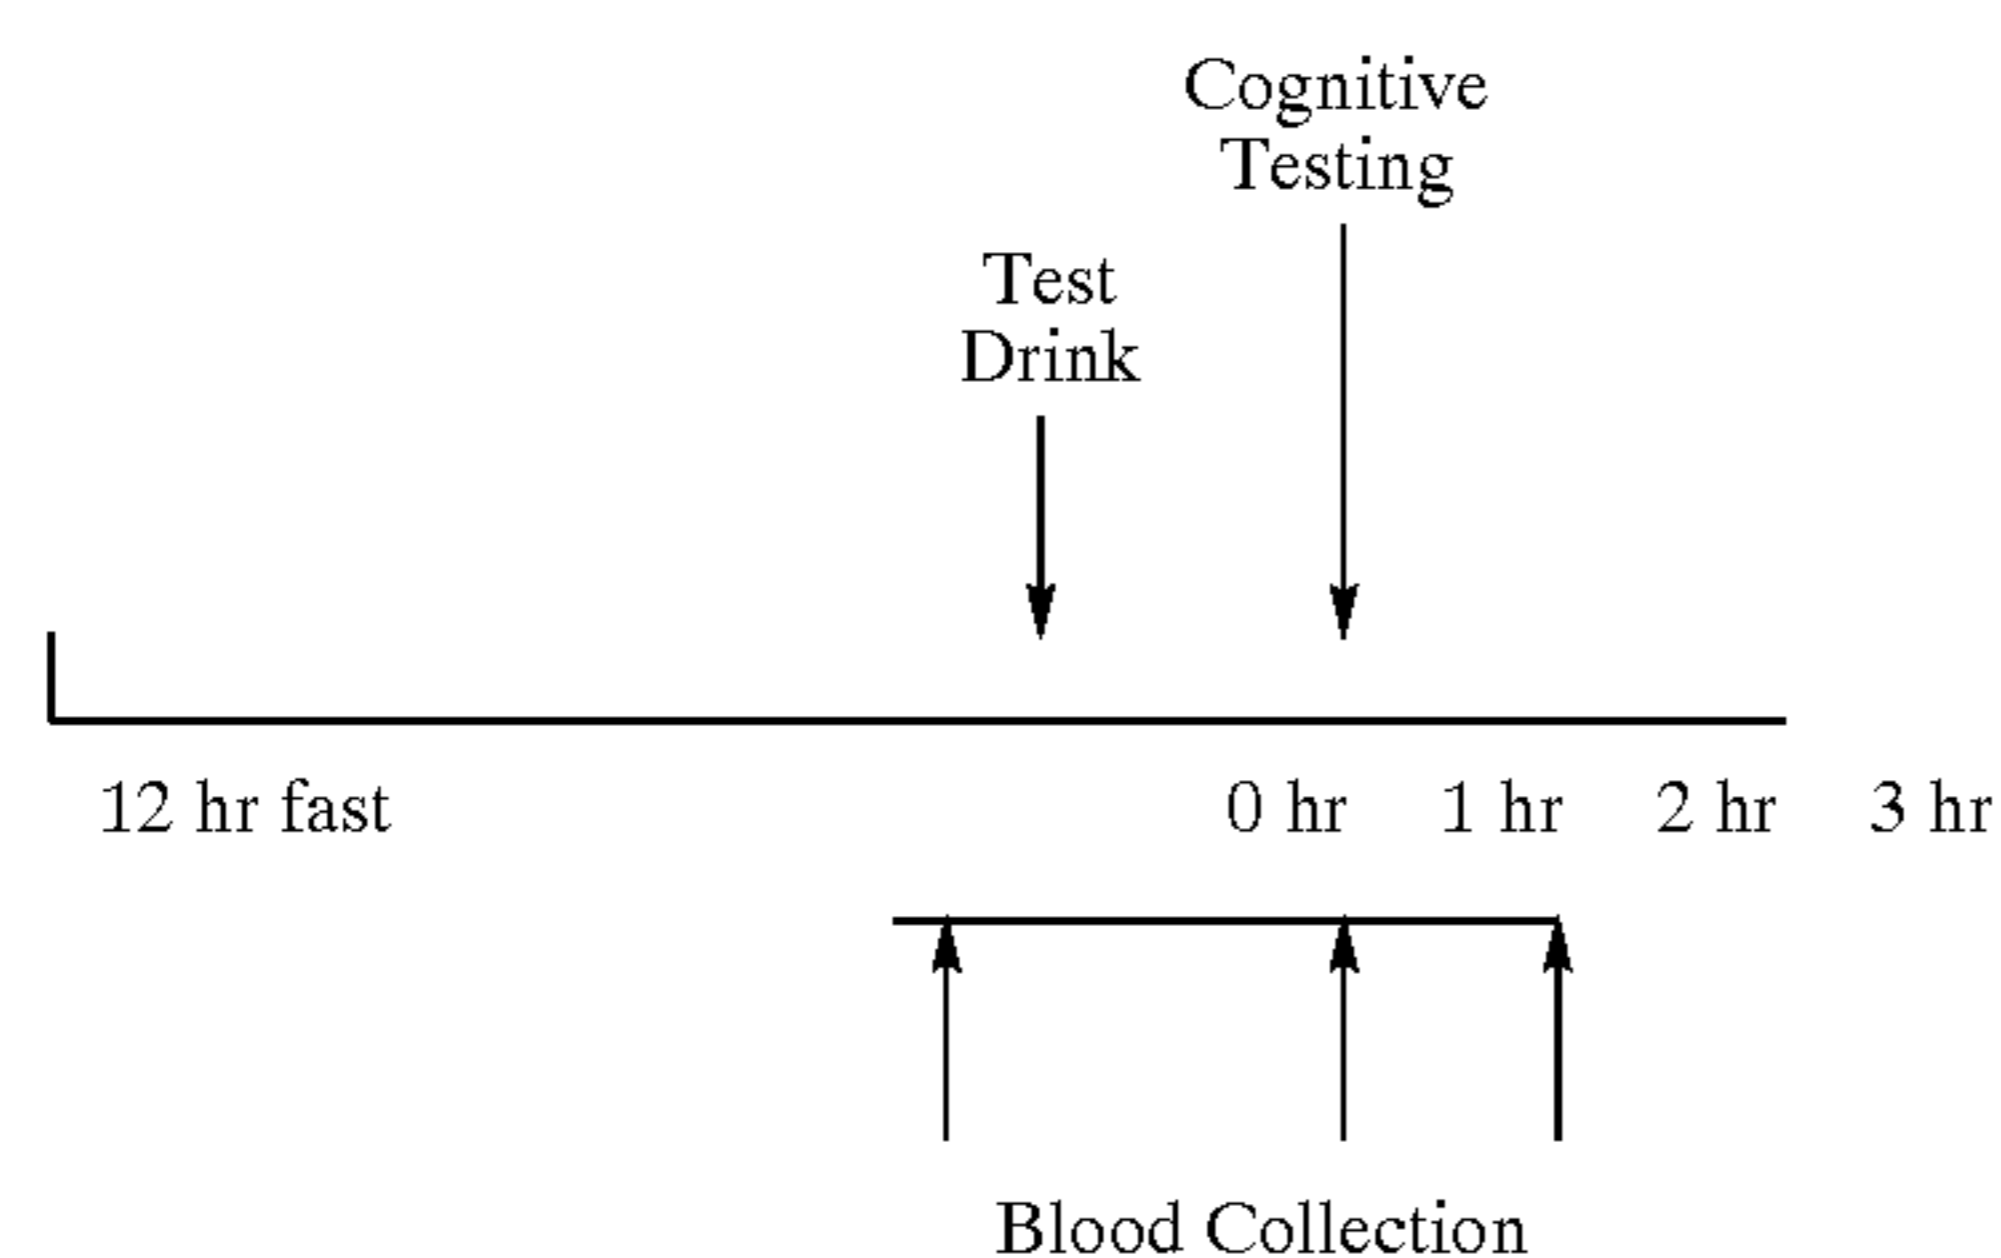 Cognitive
Testing
Test
Drink
12 hr fast 0 hr 1 hr 2 hr 3 hr
Blood Collection